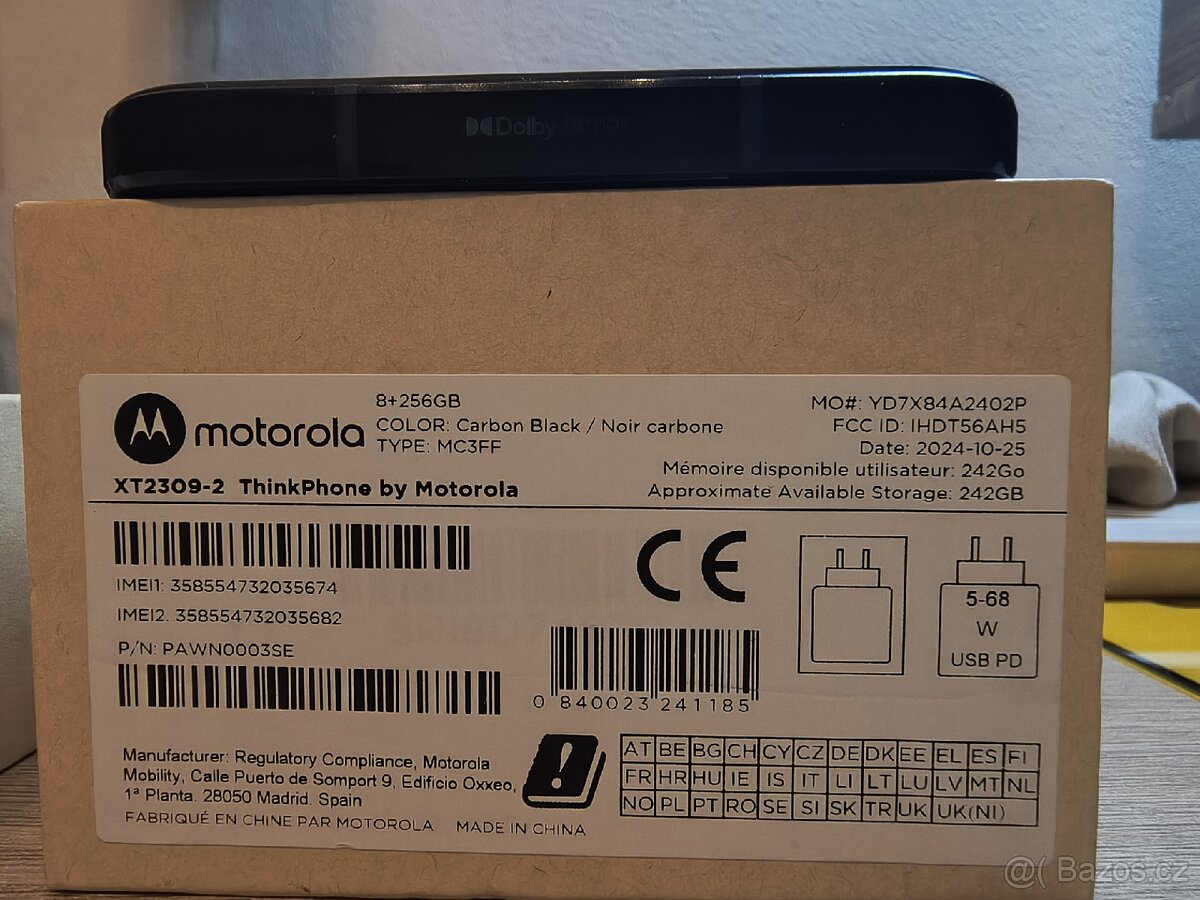 Dolby Atmos
motorola
8+256GB
COLOR: Carbon Black / Noir carbone
TYPE: MC3FF
MO#: YD7X84A2402P
FCC ID: IHDT56AH5
Date: 2024-10-25
Mémoire disponible utilisateur: 242Go
Approximate Available Storage: 242GB
XT2309-2 ThinkPhone by Motorola
IMEI1: 358554732035674
IMEI2. 358554732035682
P/N: PAWN0003SE
CE
5-68
W
USB PD
0 840023 241185
Manufacturer: Regulatory Compliance, Motorola
Mobility, Calle Puerto de Somport 9, Edificio Oxxeo,
1ª Planta. 28050 Madrid. Spain
FABRIQUÉ EN CHINE PAR MOTOROLA MADE IN CHINA
AT BE BG CH CY CZ DE DK EE EL ES FI
FR HR HU IE IS IT LI LT LU LV MT NL
NO PL PT RO SE SI SK TR UK UK(NI)
@( Bazos.cz